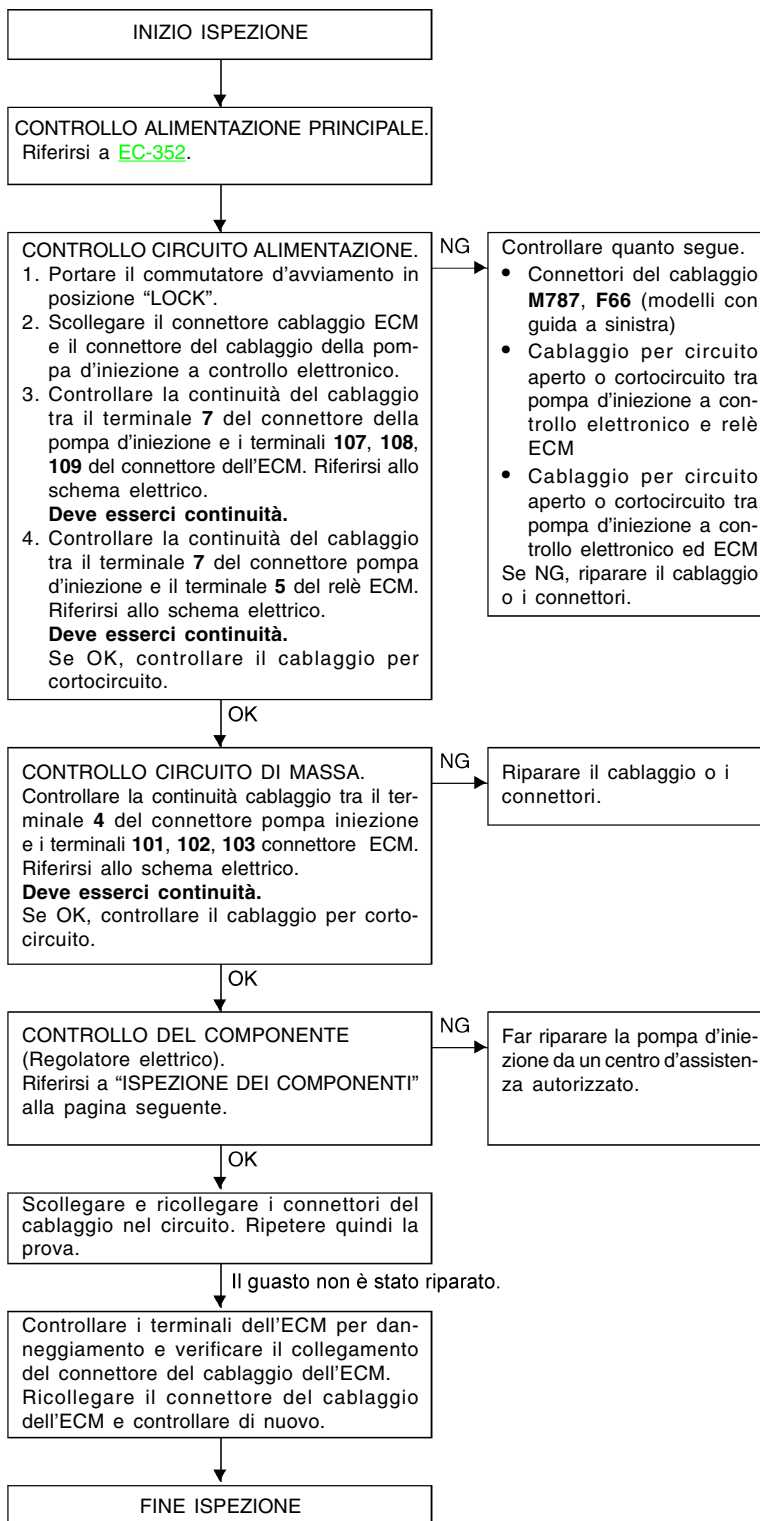 INIZIO ISPEZIONE
CONTROLLO ALIMENTAZIONE PRINCIPALE.
Riferirsi a EC-352.
CONTROLLO CIRCUITO ALIMENTAZIONE.
1. Portare il commutatore d'avviamento in
posizione “LOCK”.
2. Scollegare il connettore cablaggio ECM
e il connettore del cablaggio della pom-
pa d'iniezione a controllo elettronico.
3. Controllare la continuità del cablaggio
tra il terminale 7 del connettore della
pompa d'iniezione e i terminali 107, 108,
109 del connettore dell'ECM. Riferirsi allo
schema elettrico.
Deve esserci continuità.
4. Controllare la continuità del cablaggio
tra il terminale 7 del connettore pompa
d'iniezione e il terminale 5 del relè ECM.
Riferirsi allo schema elettrico.
Deve esserci continuità.
Se OK, controllare il cablaggio per
cortocircuito.
NG
Controllare quanto segue.
• Connettori del cablaggio
M787, F66 (modelli con
guida a sinistra)
• Cablaggio per circuito
aperto o cortocircuito tra
pompa d'iniezione a con-
trollo elettronico e relè
ECM
• Cablaggio per circuito
aperto o cortocircuito tra
pompa d'iniezione a con-
trollo elettronico ed ECM
Se NG, riparare il cablaggio
o i connettori.
OK
CONTROLLO CIRCUITO DI MASSA.
Controllare la continuità cablaggio tra il ter-
minale 4 del connettore pompa iniezione
e i terminali 101, 102, 103 connettore ECM.
Riferirsi allo schema elettrico.
Deve esserci continuità.
Se OK, controllare il cablaggio per corto-
circuito.
NG
Riparare il cablaggio o i
connettori.
OK
CONTROLLO DEL COMPONENTE
(Regolatore elettrico).
Riferirsi a “ISPEZIONE DEI COMPONENTI”
alla pagina seguente.
NG
Far riparare la pompa d'inie-
zione da un centro d'assisten-
za autorizzato.
OK
Scollegare e ricollegare i connettori del
cablaggio nel circuito. Ripetere quindi la
prova.
Il guasto non è stato riparato.
Controllare i terminali dell'ECM per dan-
neggiamento e verificare il collegamento
del connettore del cablaggio dell'ECM.
Ricollegare il connettore del cablaggio
dell'ECM e controllare di nuovo.
FINE ISPEZIONE